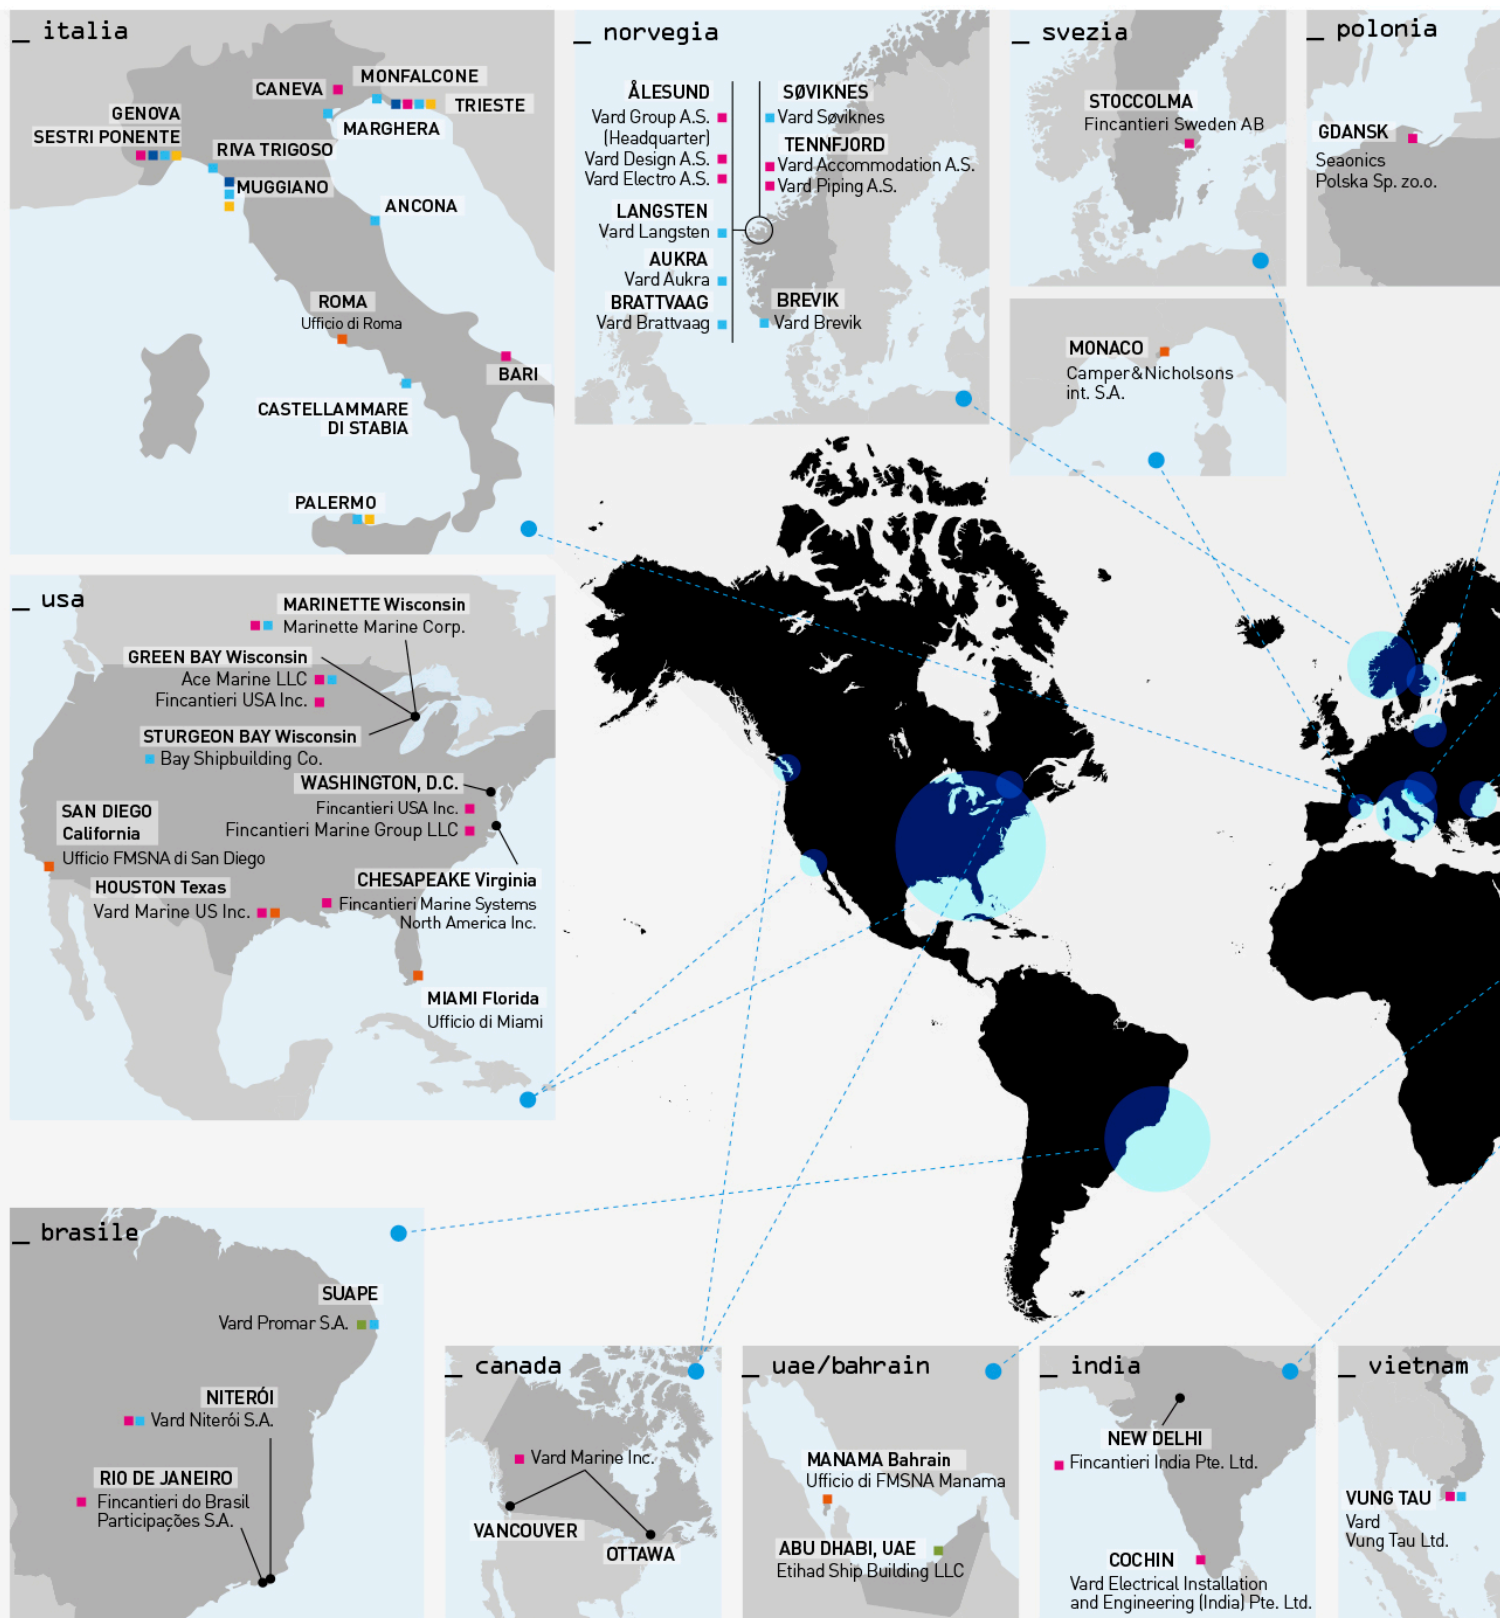 _ italia
CANEVA
MONFALCONE
TRIESTE
GENOVA
MARGHERA
SESTRI PONENTE
RIVA TRIGOSO
MUGGIANO
ANCONA
ROMA
Ufficio di Roma
BARI
CASTELLAMMARE
DI STABIA
PALERMO
_ norvegia
ÅLESUND
Vard Group A.S.
(Headquarter)
Vard Design A.S.
Vard Electro A.S.
LANGSTEN
Vard Langsten
AUKRA
Vard Aukra
BRATTVAAG
Vard Brattvaag
SØVIKNES
Vard Søviknes
TENNFJORD
Vard Accommodation A.S.
Vard Piping A.S.
BREVIK
Vard Brevik
_ svezia
STOCCOLMA
Fincantieri Sweden AB
_ polonia
GDANSK
Seaonics
Polska Sp. zo.o.
MONACO
Camper&Nicholsons
int. S.A.
_ usa
MARINETTE Wisconsin
Marinette Marine Corp.
GREEN BAY Wisconsin
Ace Marine LLC
Fincantieri USA Inc.
STURGEON BAY Wisconsin
Bay Shipbuilding Co.
WASHINGTON, D.C.
Fincantieri USA Inc.
Fincantieri Marine Group LLC
SAN DIEGO
California
Ufficio FMSNA di San Diego
HOUSTON Texas
Vard Marine US Inc.
CHESAPEAKE Virginia
Fincantieri Marine Systems
North America Inc.
MIAMI Florida
Ufficio di Miami
_ brasile
SUAPE
Vard Promar S.A.
NITERÓI
Vard Niterói S.A.
RIO DE JANEIRO
Fincantieri do Brasil
Participações S.A.
_ canada
Vard Marine Inc.
VANCOUVER
OTTAWA
_ uae/bahrain
MANAMA Bahrain
Ufficio di FMSNA Manama
ABU DHABI, UAE
Etihad Ship Building LLC
_ india
NEW DELHI
Fincantieri India Pte. Ltd.
COCHIN
Vard Electrical Installation
and Engineering (India) Pte. Ltd.
_ vietnam
VUNG TAU
Vard
Vung Tau Ltd.